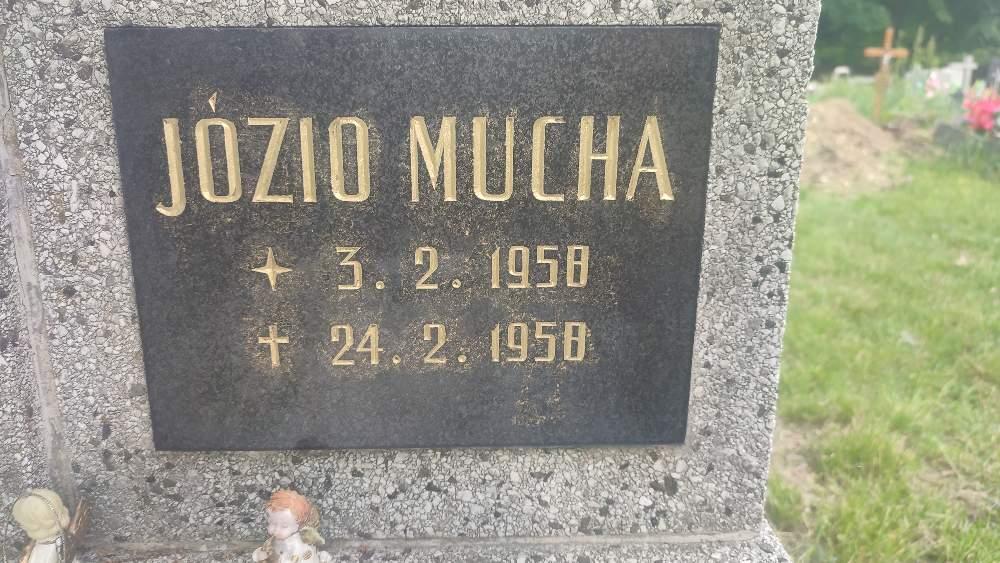 JÓZIO MUCHA
3. 2. 1958
✝ 24. 2. 1958